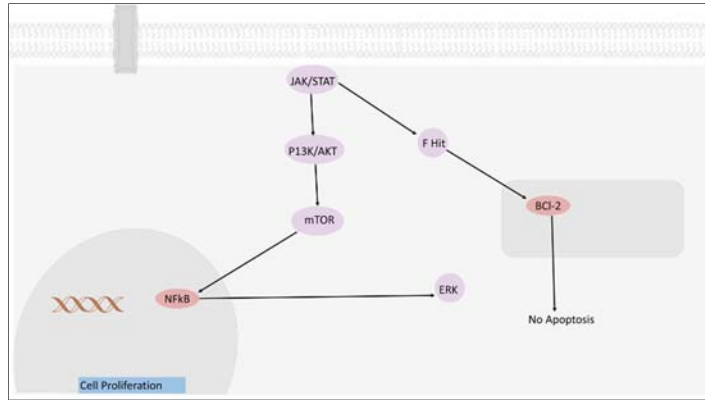 JAK/STAT
P13K/AKT
F Hit
mTOR
BCl-2
NFkB
ERK
No Apoptosis
Cell Proliferation